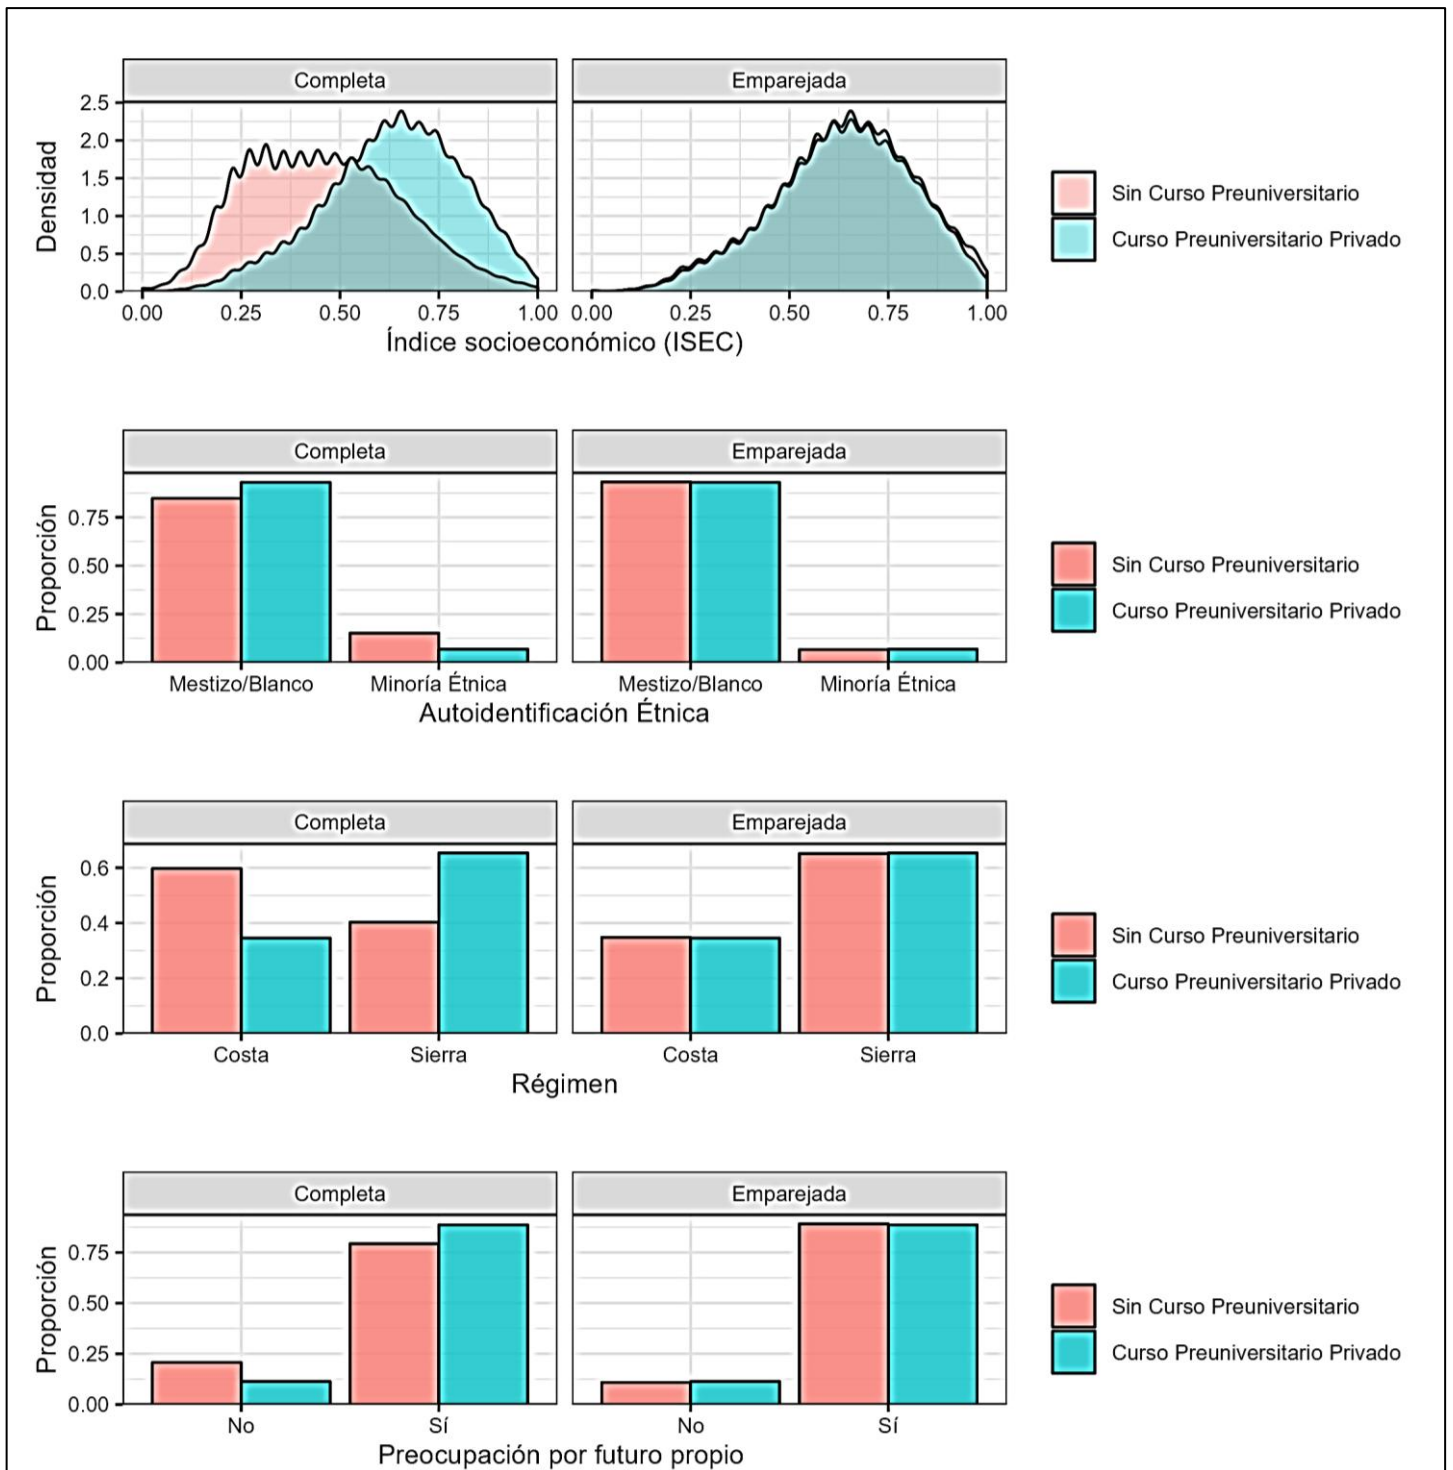 Completa Emparejada
Densidad
2.5
2.0
1.5
1.0
0.5
0.0
0.00 0.25 0.50 0.75 1.00 0.00 0.25 0.50 0.75 1.00
Índice socioeconómico (ISEC)
Sin Curso Preuniversitario
Curso Preuniversitario Privado
Completa Emparejada
Proporción
0.75
0.50
0.25
0.00
Mestizo/Blanco Minoría Étnica Mestizo/Blanco Minoría Étnica
Autoidentificación Étnica
Sin Curso Preuniversitario
Curso Preuniversitario Privado
Completa Emparejada
Proporción
0.6
0.4
0.2
0.0
Costa Sierra Costa Sierra
Régimen
Sin Curso Preuniversitario
Curso Preuniversitario Privado
Completa Emparejada
Proporción
0.75
0.50
0.25
0.00
No Sí No Sí
Preocupación por futuro propio
Sin Curso Preuniversitario
Curso Preuniversitario Privado